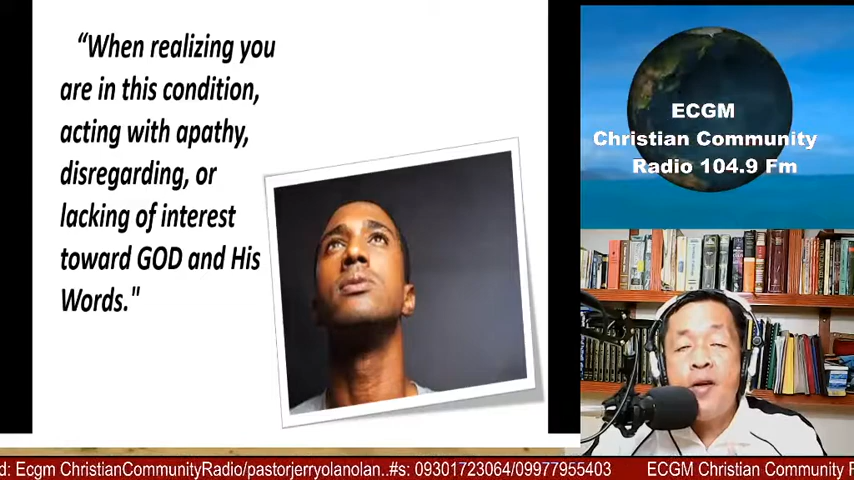 “When realizing you
are in this condition,
acting with apathy,
disregarding, or
lacking of interest
toward GOD and His
Words."
ECGM
Christian Community
Radio 104.9 Fm
d: Ecgm ChristianCommunityRadio/pastorjerryolanolan..#s: 09301723064/09977955403 ECGM Christian Community F